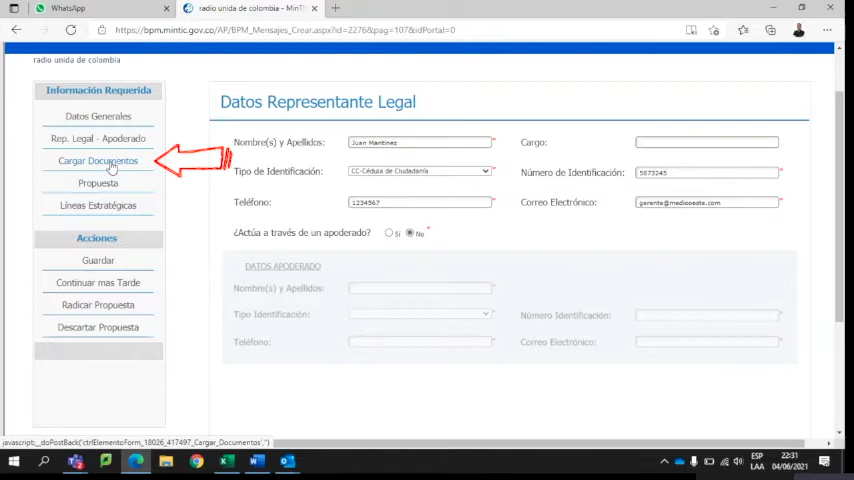 WhatsApp
radio unida de colombia - MinTI
https://bpm.mintic.gov.co/AP/BPM_Mensajes_Crear.aspx?id=2276&pag=107&idPortal=0
radio unida de colombia
Información Requerida
Datos Generales
Rep. Legal - Apoderado
Cargar Documentos
Propuesta
Líneas Estratégicas
Acciones
Guardar
Continuar mas Tarde
Radicar Propuesta
Descartar Propuesta
Datos Representante Legal
Nombre(s) y Apellidos: Juan Maritinez * Cargo:
Tipo de Identificación: CC-Cédula de Ciudadanía * Número de Identificación: 5873245 *
Teléfono: 1234567 * Correo Electrónico: gerente@mediooeste.com *
¿Actúa a través de un apoderado? Sí No *
DATOS APODERADO
Nombre(s) y Apellidos: *
Tipo Identificación: * Número Identificación: *
Teléfono: * Correo Electrónico: *
javascript:__doPostBack('ctrlElementoForm_18026_417497_Cargar_Documentos','')
ESP 22:31
LAA 04/06/2021